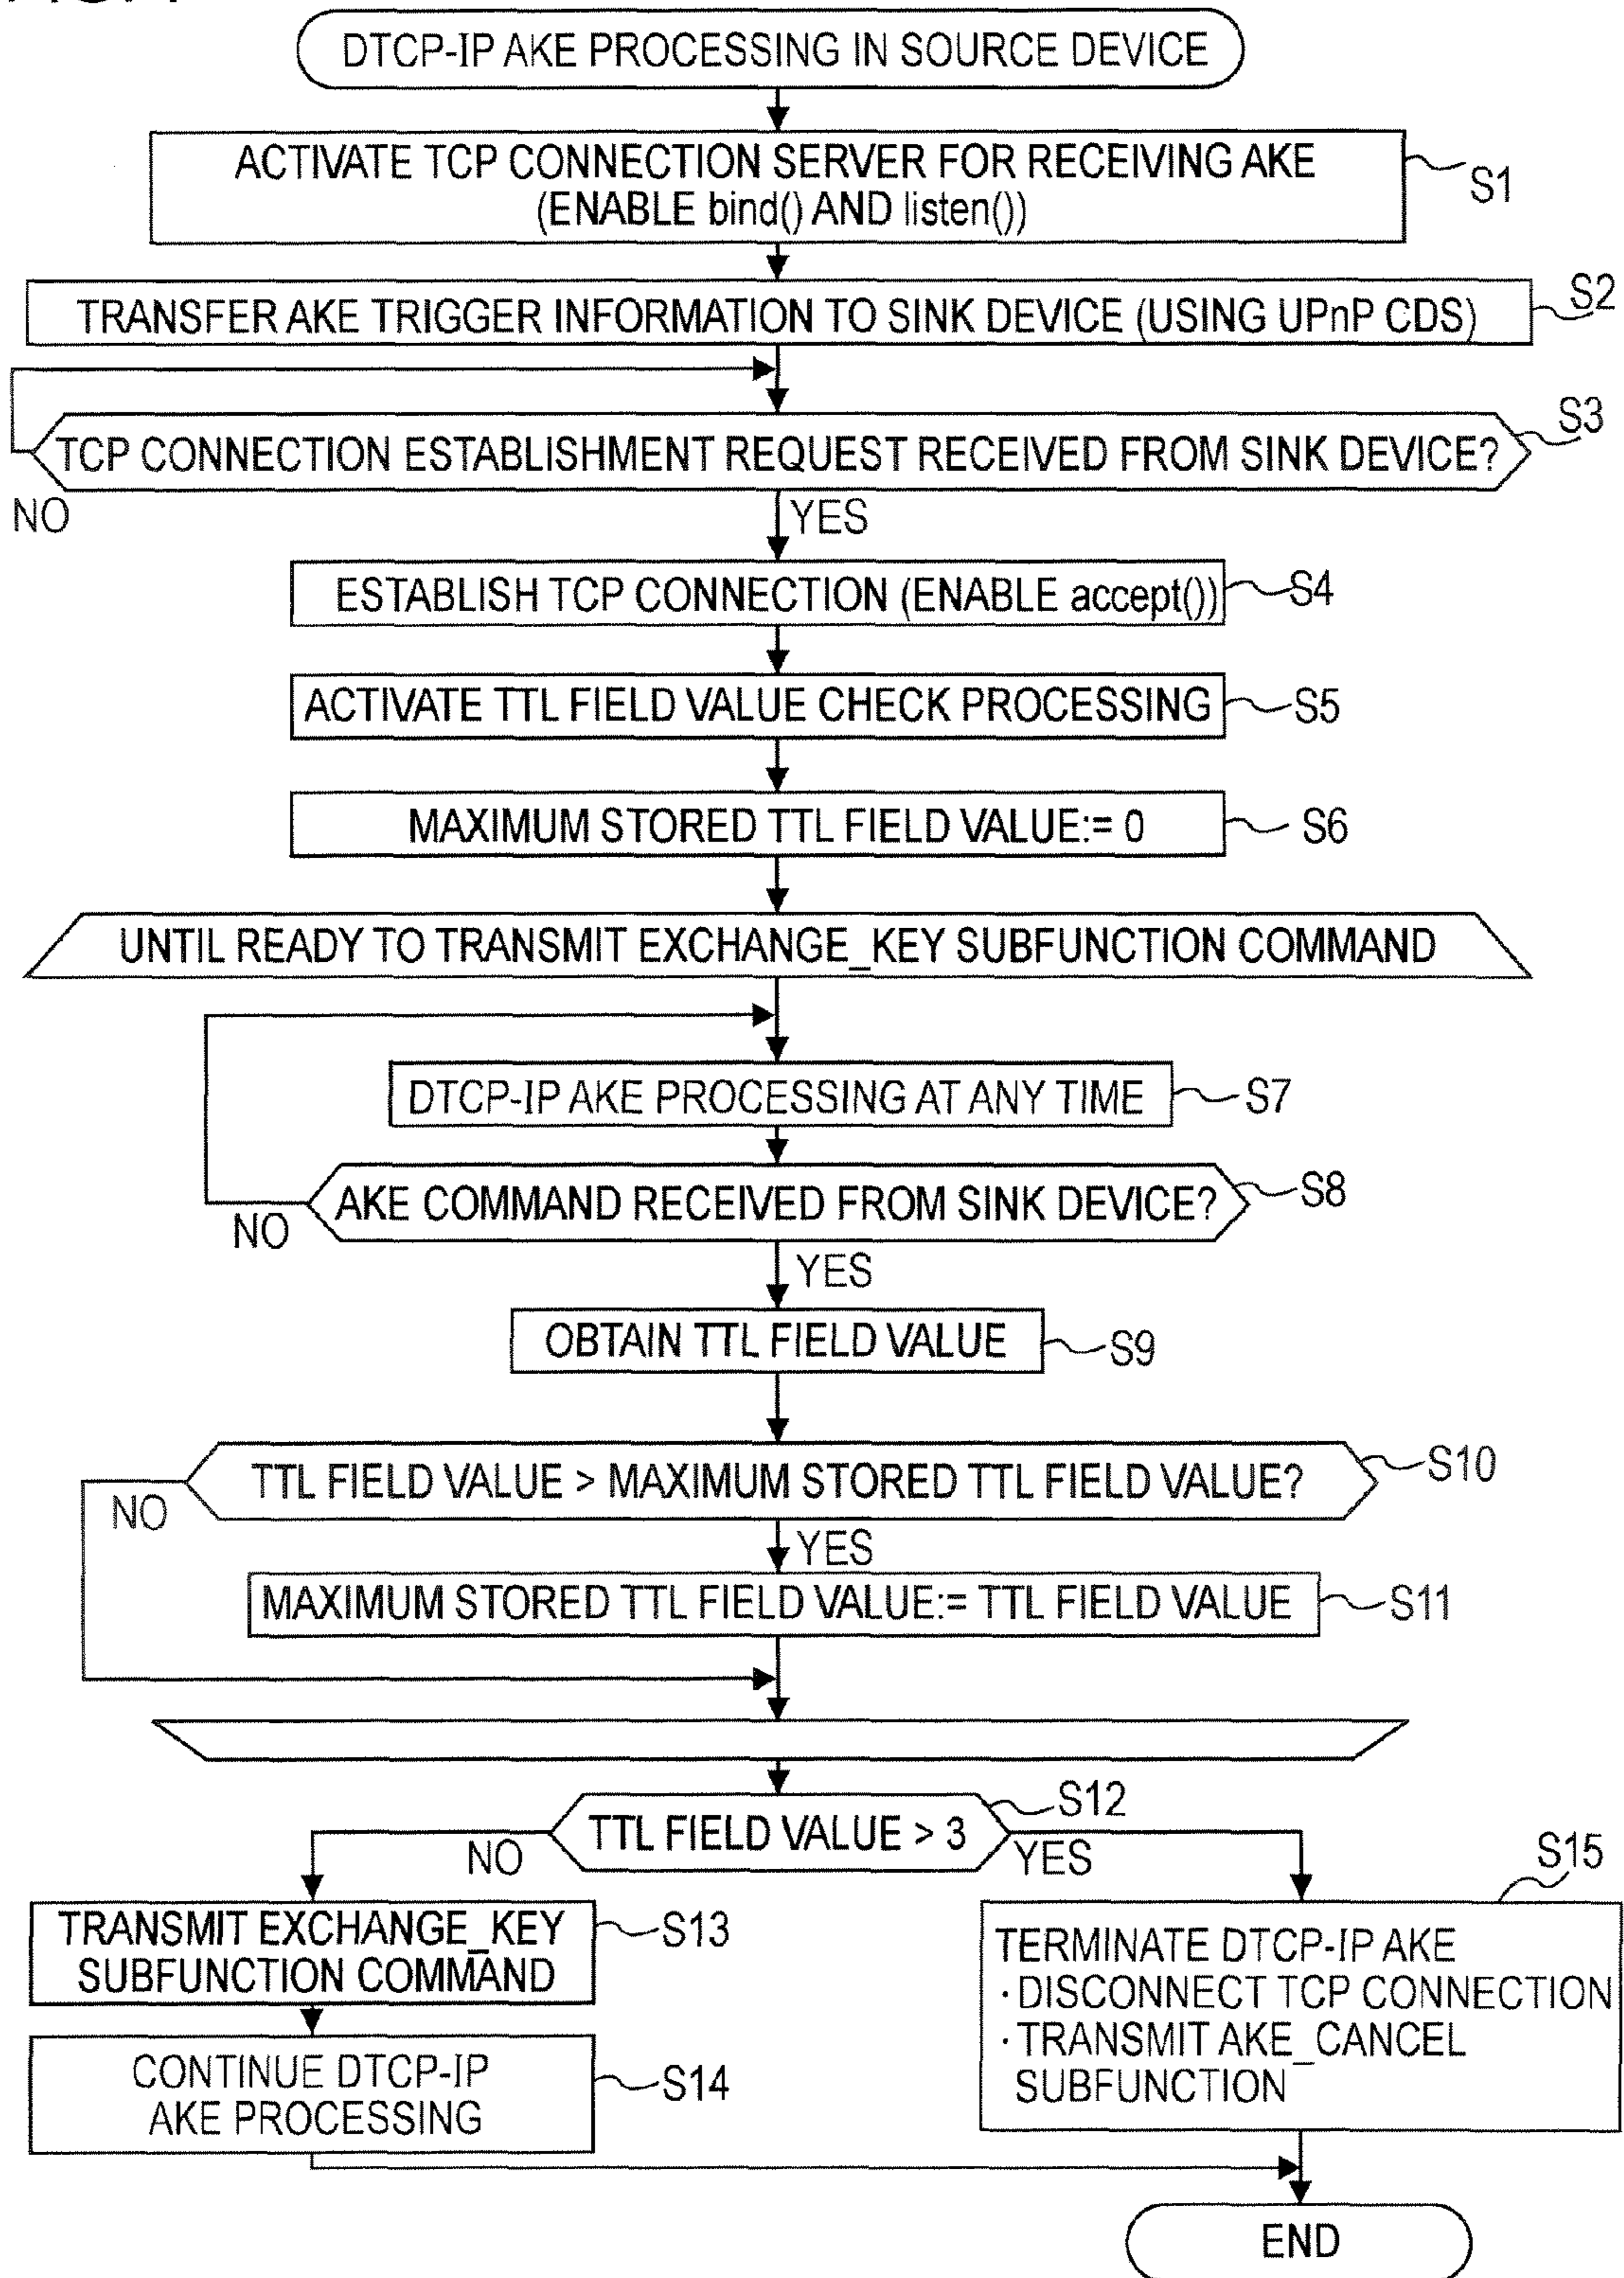 DTCP-IP AKE PROCESSING IN SOURCE DEVICE
ACTIVATE TCP CONNECTION SERVER FOR RECEIVING AKE
(ENABLE bind() AND listen())
S1
TRANSFER AKE TRIGGER INFORMATION TO SINK DEVICE (USING UPnP CDS)
S2
TCP CONNECTION ESTABLISHMENT REQUEST RECEIVED FROM SINK DEVICE?
S3
NO
YES
ESTABLISH TCP CONNECTION (ENABLE accept())
S4
ACTIVATE TTL FIELD VALUE CHECK PROCESSING
S5
MAXIMUM STORED TTL FIELD VALUE:= 0
S6
UNTIL READY TO TRANSMIT EXCHANGE_KEY SUBFUNCTION COMMAND
DTCP-IP AKE PROCESSING AT ANY TIME
S7
AKE COMMAND RECEIVED FROM SINK DEVICE?
S8
NO
YES
OBTAIN TTL FIELD VALUE
S9
TTL FIELD VALUE > MAXIMUM STORED TTL FIELD VALUE?
S10
NO
YES
MAXIMUM STORED TTL FIELD VALUE:= TTL FIELD VALUE
S11
TTL FIELD VALUE > 3
S12
NO
YES
TRANSMIT EXCHANGE_KEY
SUBFUNCTION COMMAND
S13
CONTINUE DTCP-IP
AKE PROCESSING
S14
S15
TERMINATE DTCP-IP AKE
· DISCONNECT TCP CONNECTION
· TRANSMIT AKE_CANCEL
SUBFUNCTION
END